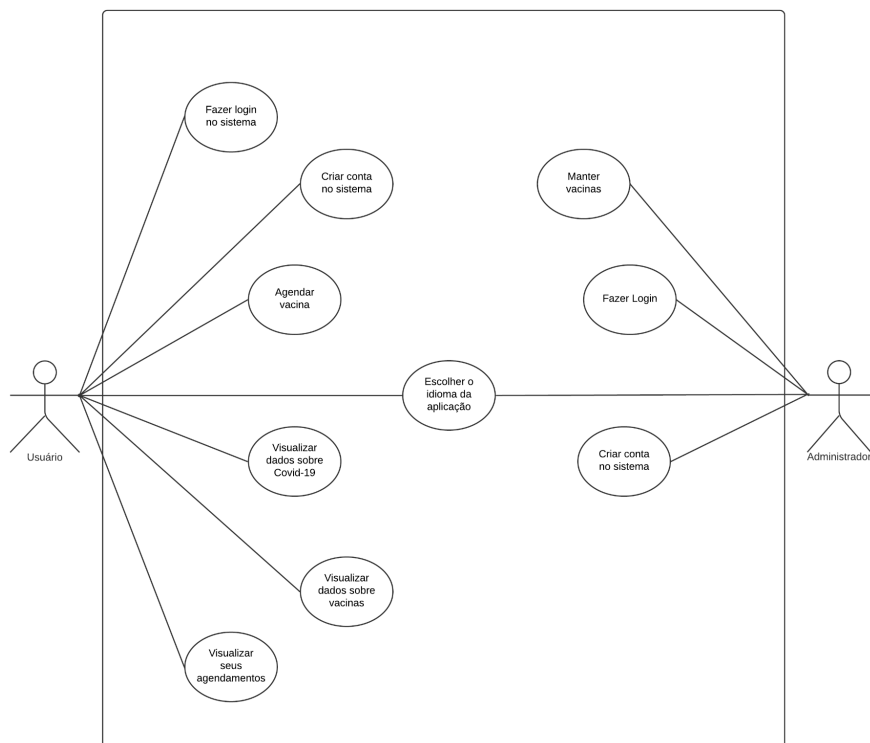 Fazer login
no sistema
Criar conta
no sistema
Manter
vacinas
Agendar
vacina
Fazer Login
Escolher o
idioma da
aplicação
Usuário
Administrador
Visualizar
dados sobre
Covid-19
Criar conta
no sistema
Visualizar
dados sobre
vacinas
Visualizar
seus
agendamentos